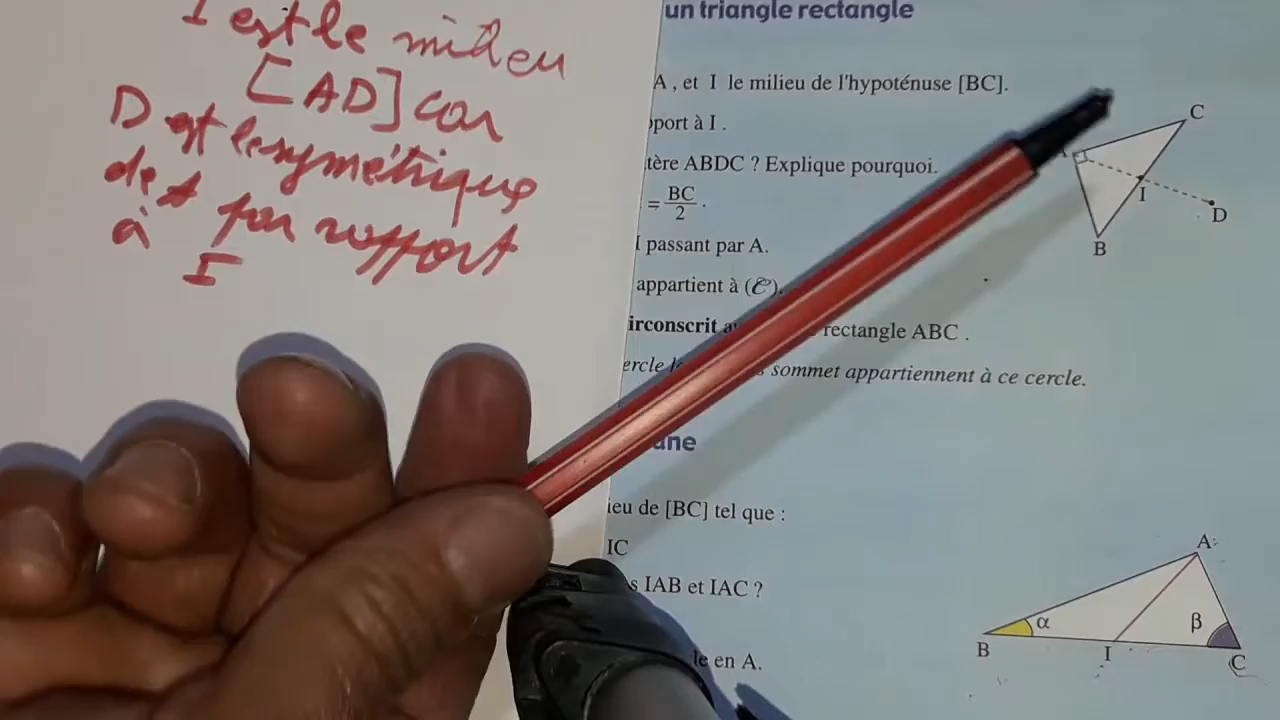 I est le milieu
[AD] car
D est le symétrique
de A par rapport
à
I
un triangle rectangle
A , et I le milieu de l'hypoténuse [BC].
port à I .
tère ABDC ? Explique pourquoi.
= BC
2 .
I passant par A.
appartient à (𝒞).
irconscrit a rectangle ABC .
ercle l s sommet appartiennent à ce cercle.
ane
ieu de [BC] tel que :
IC
s IAB et IAC ?
le en A.
C
I
D
B
A
α
β
B
I
C